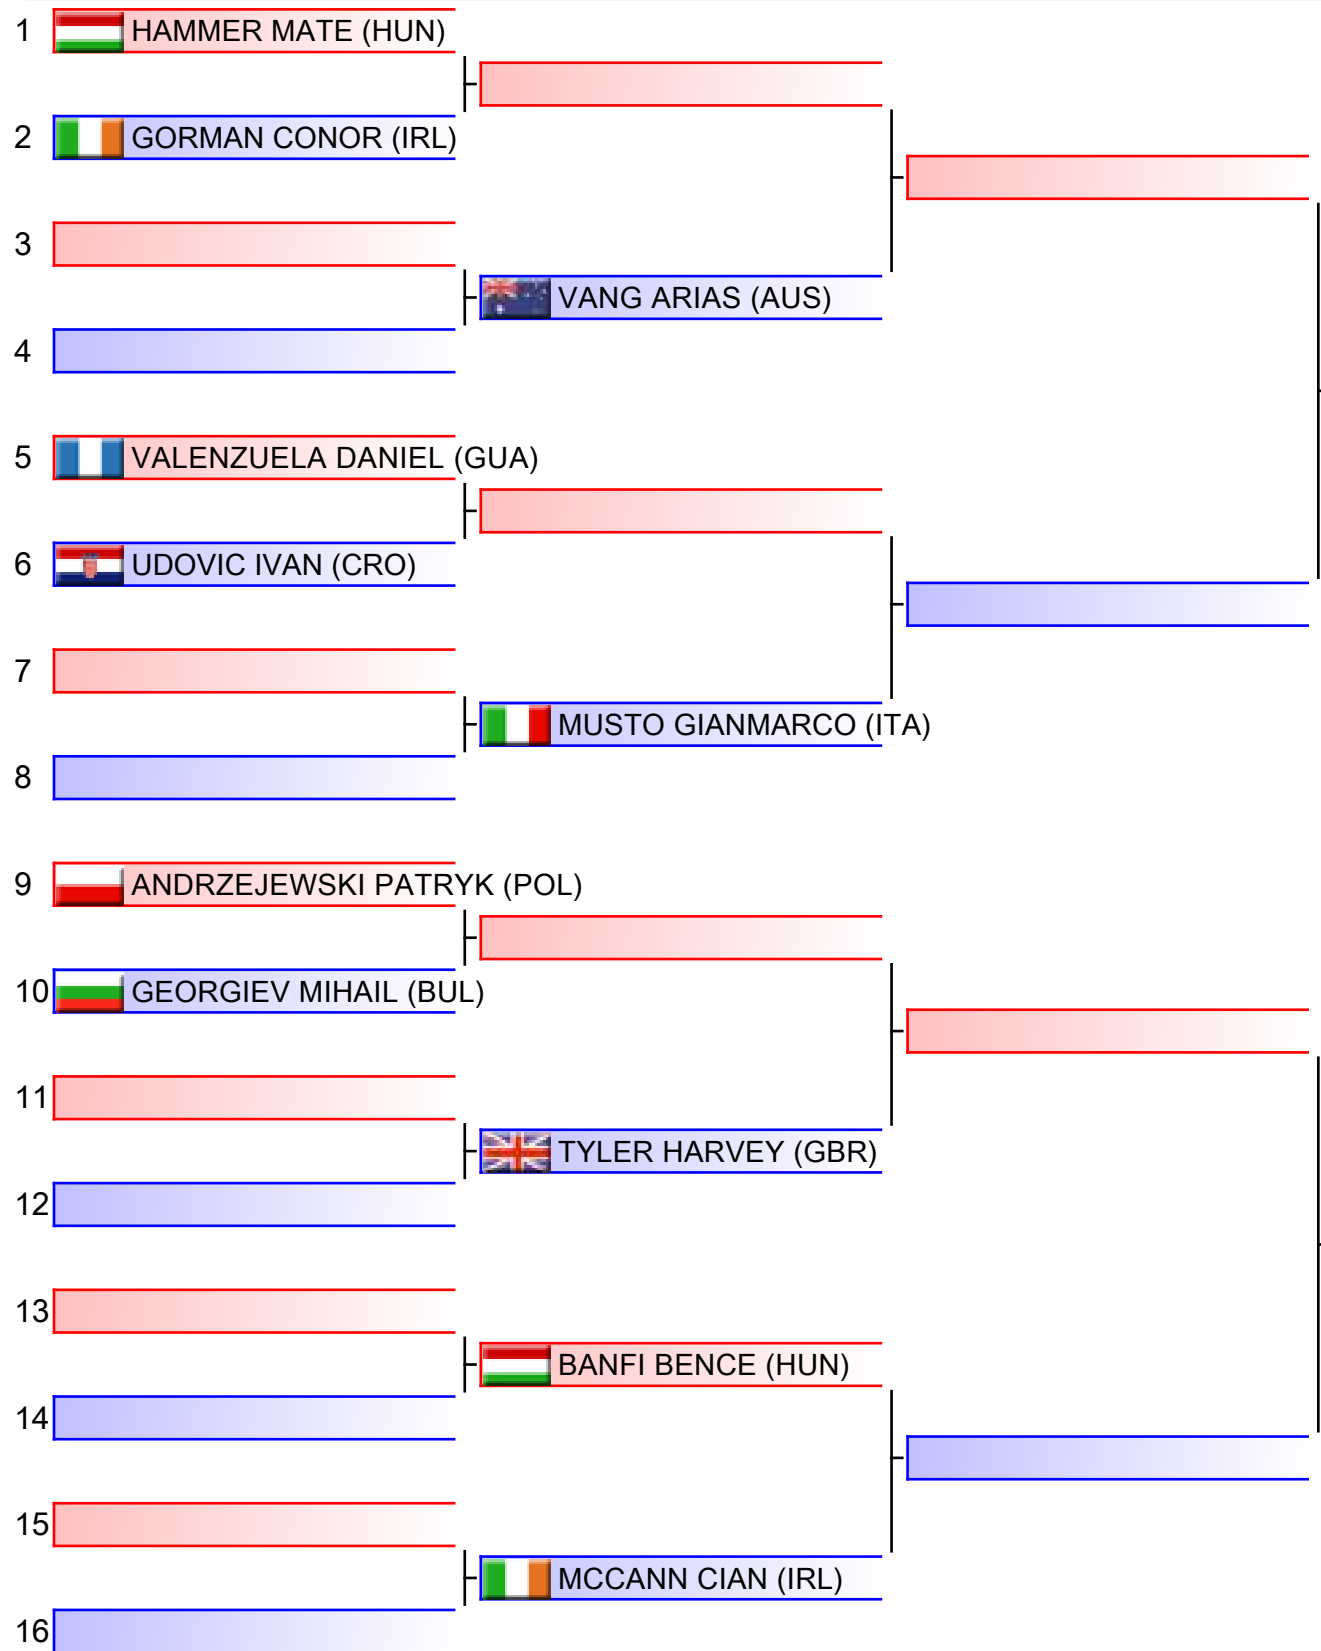 1 HAMMER MATE (HUN)
2 GORMAN CONOR (IRL)
3
VANG ARIAS (AUS)
4
5 VALENZUELA DANIEL (GUA)
6 UDOVIC IVAN (CRO)
7
MUSTO GIANMARCO (ITA)
8
9 ANDRZEJEWSKI PATRYK (POL)
10 GEORGIEV MIHAIL (BUL)
11
TYLER HARVEY (GBR)
12
13
BANFI BENCE (HUN)
14
15
MCCANN CIAN (IRL)
16